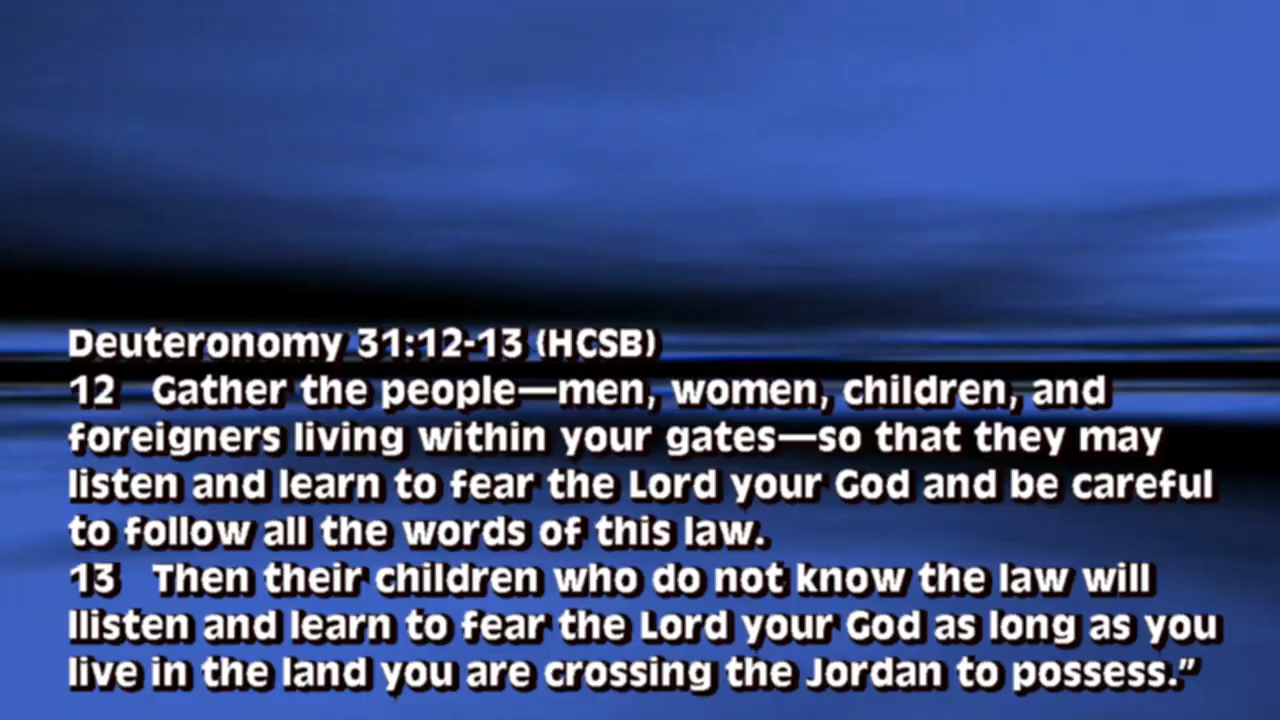 Deuteronomy 31:12-13 (HCSB)
12 Gather the people—men, women, children, and
foreigners living within your gates—so that they may
listen and learn to fear the Lord your God and be careful
to follow all the words of this law.
13 Then their children who do not know the law will
llisten and learn to fear the Lord your God as long as you
live in the land you are crossing the Jordan to possess.”